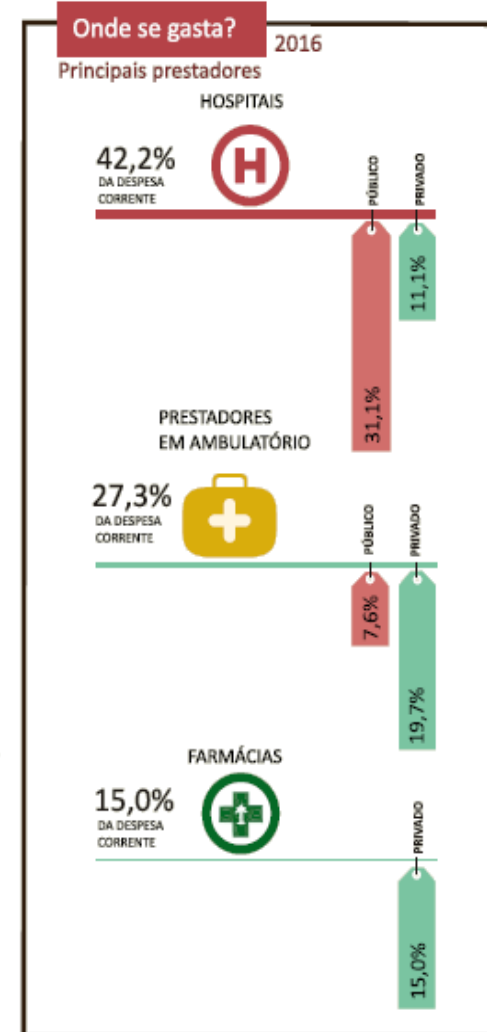 Onde se gasta?
2016
Principais prestadores
HOSPITAIS
42,2%
DA DESPESA
CORRENTE
H
PÚBLICO
PRIVADO
31,1%
11,1%
PRESTADORES
EM AMBULATÓRIO
27,3%
DA DESPESA
CORRENTE
PÚBLICO
PRIVADO
7,6%
19,7%
FARMÁCIAS
15,0%
DA DESPESA
CORRENTE
PRIVADO
15,0%